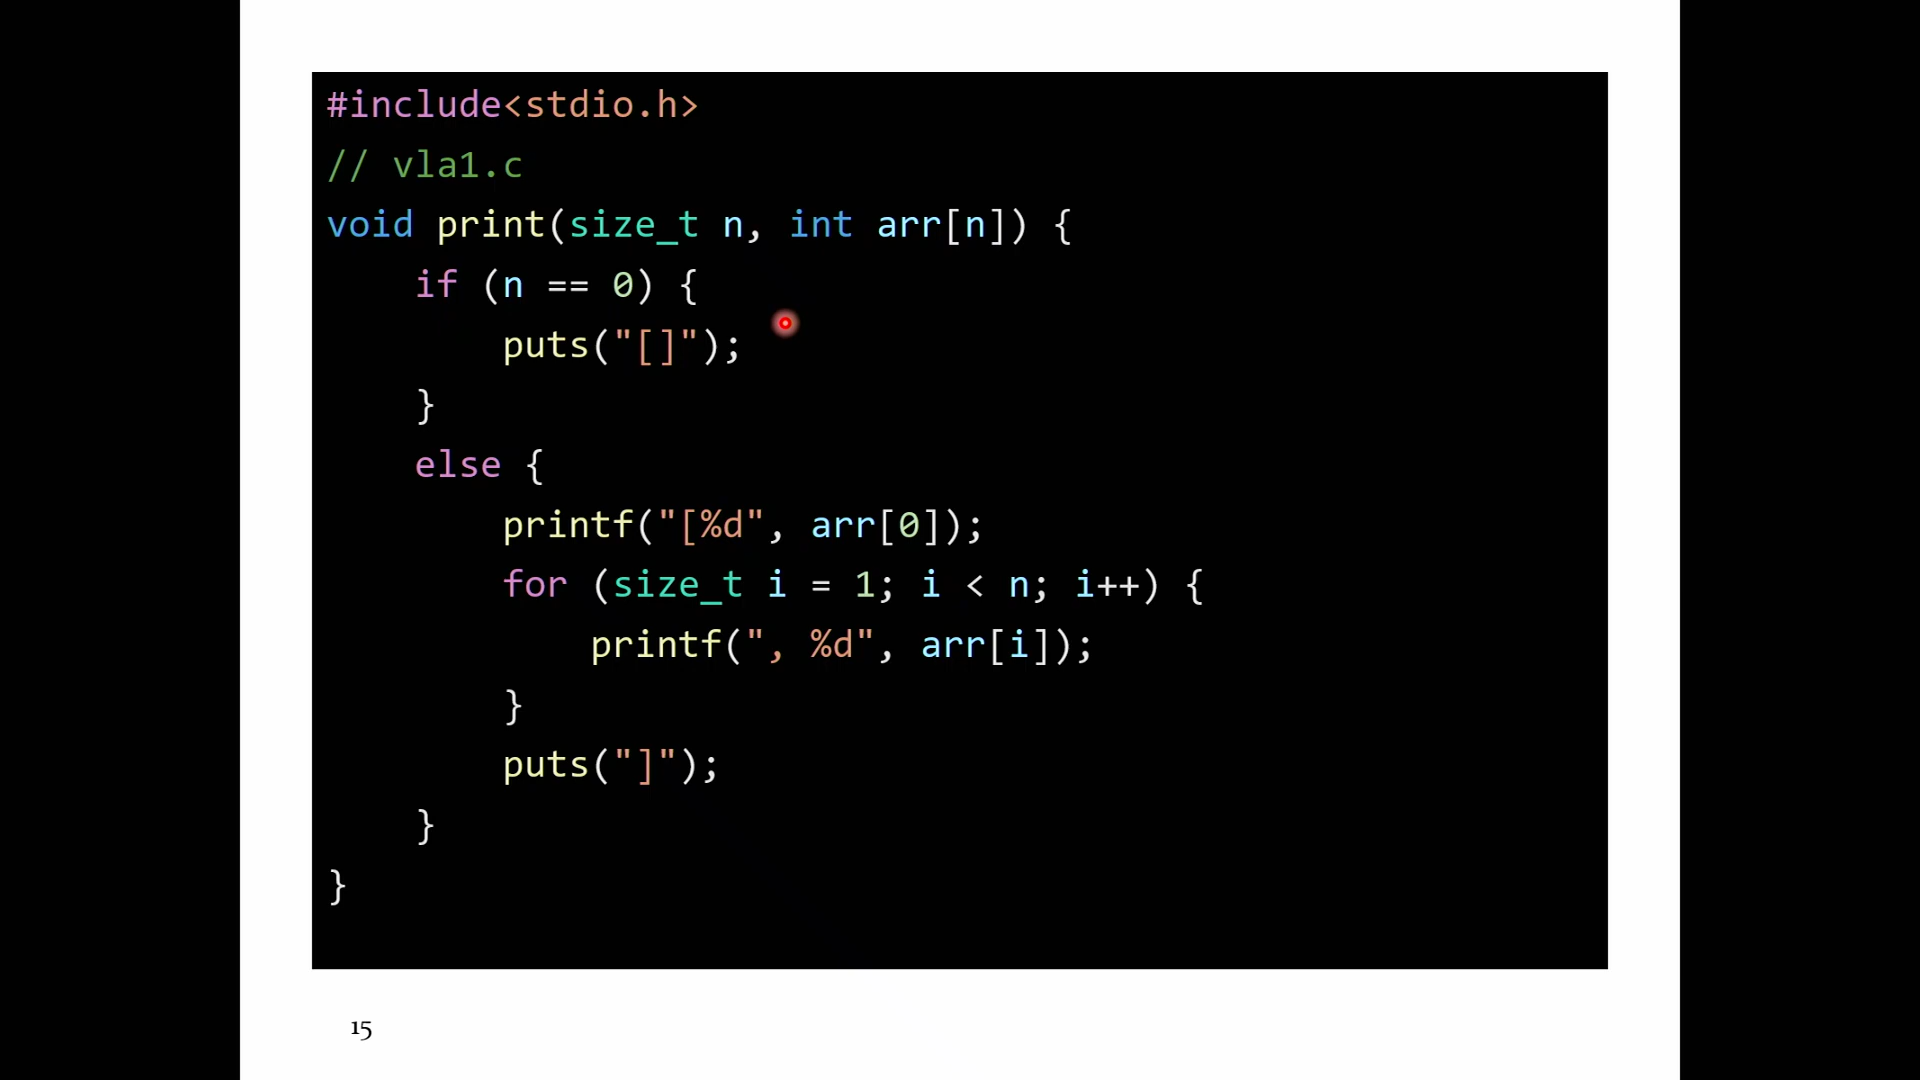 #include<stdio.h>
// vla1.c
void print(size_t n, int arr[n]) {
    if (n == 0) {
        puts("[]");
    }
    else {
        printf("[%d", arr[0]);
        for (size_t i = 1; i < n; i++) {
            printf(", %d", arr[i]);
        }
        puts("]");
    }
}
15